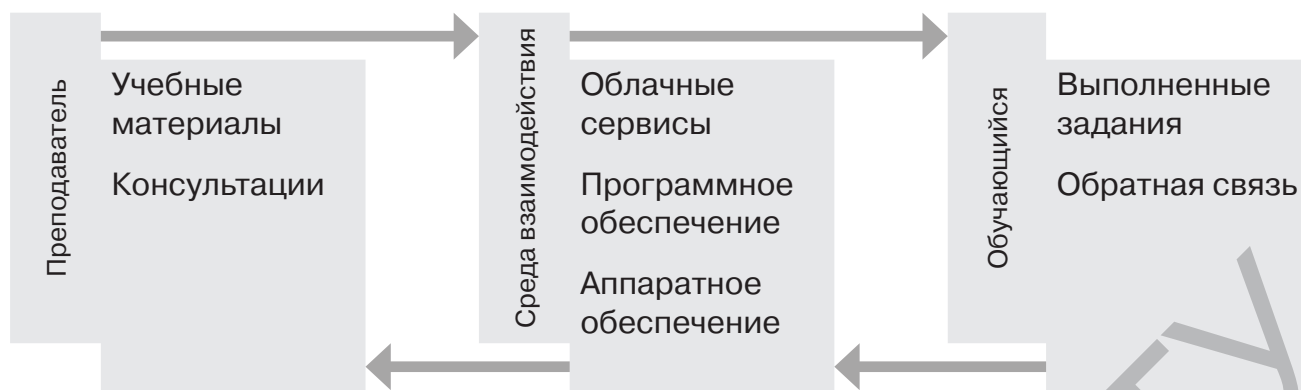 Преподаватель
Учебные
материалы
Консультации
Среда взаимодействия
Облачные
сервисы
Программное
обеспечение
Аппаратное
обеспечение
Обучающийся
Выполненные
задания
Обратная связь